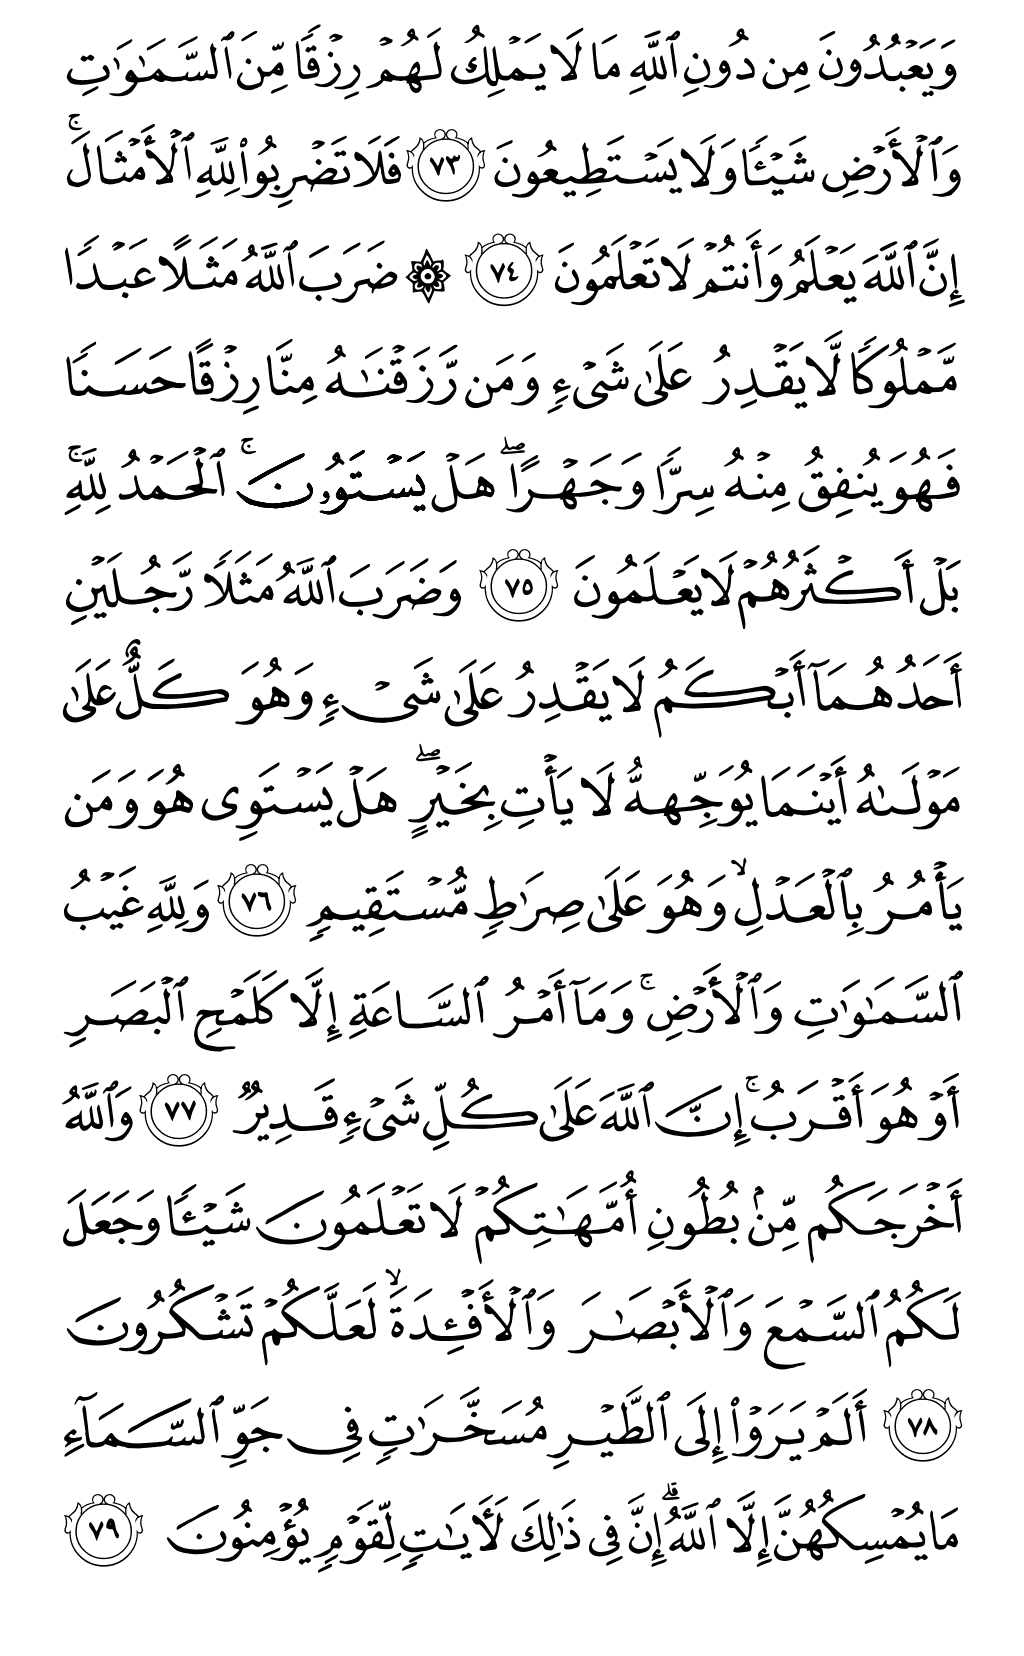 وَيَعْبُدُونَ مِن دُونِ ٱللَّهِ مَا لَا يَمْلِكُ لَهُمْ رِزْقًا مِّنَ ٱلسَّمَٰوَٰتِ
وَٱلْأَرْضِ شَيْـًٔا وَلَا يَسْتَطِيعُونَ ٧٣ فَلَا تَضْرِبُوا۟ لِلَّهِ ٱلْأَمْثَالَ ۚ
إِنَّ ٱللَّهَ يَعْلَمُ وَأَنتُمْ لَا تَعْلَمُونَ ٧٤ ۞ ضَرَبَ ٱللَّهُ مَثَلًا عَبْدًا
مَّمْلُوكًا لَّا يَقْدِرُ عَلَىٰ شَىْءٍ وَمَن رَّزَقْنَٰهُ مِنَّا رِزْقًا حَسَنًا
فَهُوَ يُنفِقُ مِنْهُ سِرًّا وَجَهْرًا ۖ هَلْ يَسْتَوُۥنَ ۚ ٱلْحَمْدُ لِلَّهِ ۚ
بَلْ أَكْثَرُهُمْ لَا يَعْلَمُونَ ٧٥ وَضَرَبَ ٱللَّهُ مَثَلًا رَّجُلَيْنِ
أَحَدُهُمَآ أَبْكَمُ لَا يَقْدِرُ عَلَىٰ شَىْءٍ وَهُوَ كَلٌّ عَلَىٰ
مَوْلَىٰهُ أَيْنَمَا يُوَجِّههُّ لَا يَأْتِ بِخَيْرٍ ۖ هَلْ يَسْتَوِى هُوَ وَمَن
يَأْمُرُ بِٱلْعَدْلِ ۙ وَهُوَ عَلَىٰ صِرَٰطٍ مُّسْتَقِيمٍ ٧٦ وَلِلَّهِ غَيْبُ
ٱلسَّمَٰوَٰتِ وَٱلْأَرْضِ ۚ وَمَآ أَمْرُ ٱلسَّاعَةِ إِلَّا كَلَمْحِ ٱلْبَصَرِ
أَوْ هُوَ أَقْرَبُ ۚ إِنَّ ٱللَّهَ عَلَىٰ كُلِّ شَىْءٍ قَدِيرٌ ٧٧ وَٱللَّهُ
أَخْرَجَكُم مِّنۢ بُطُونِ أُمَّهَٰتِكُمْ لَا تَعْلَمُونَ شَيْـًٔا وَجَعَلَ
لَكُمُ ٱلسَّمْعَ وَٱلْأَبْصَٰرَ وَٱلْأَفْـِٔدَةَ ۙ لَعَلَّكُمْ تَشْكُرُونَ
٧٨ أَلَمْ يَرَوْا۟ إِلَى ٱلطَّيْرِ مُسَخَّرَٰتٍ فِى جَوِّ ٱلسَّمَآءِ
مَا يُمْسِكُهُنَّ إِلَّا ٱللَّهُ ۗ إِنَّ فِى ذَٰلِكَ لَـَٔايَٰتٍ لِّقَوْمٍ يُؤْمِنُونَ ٧٩